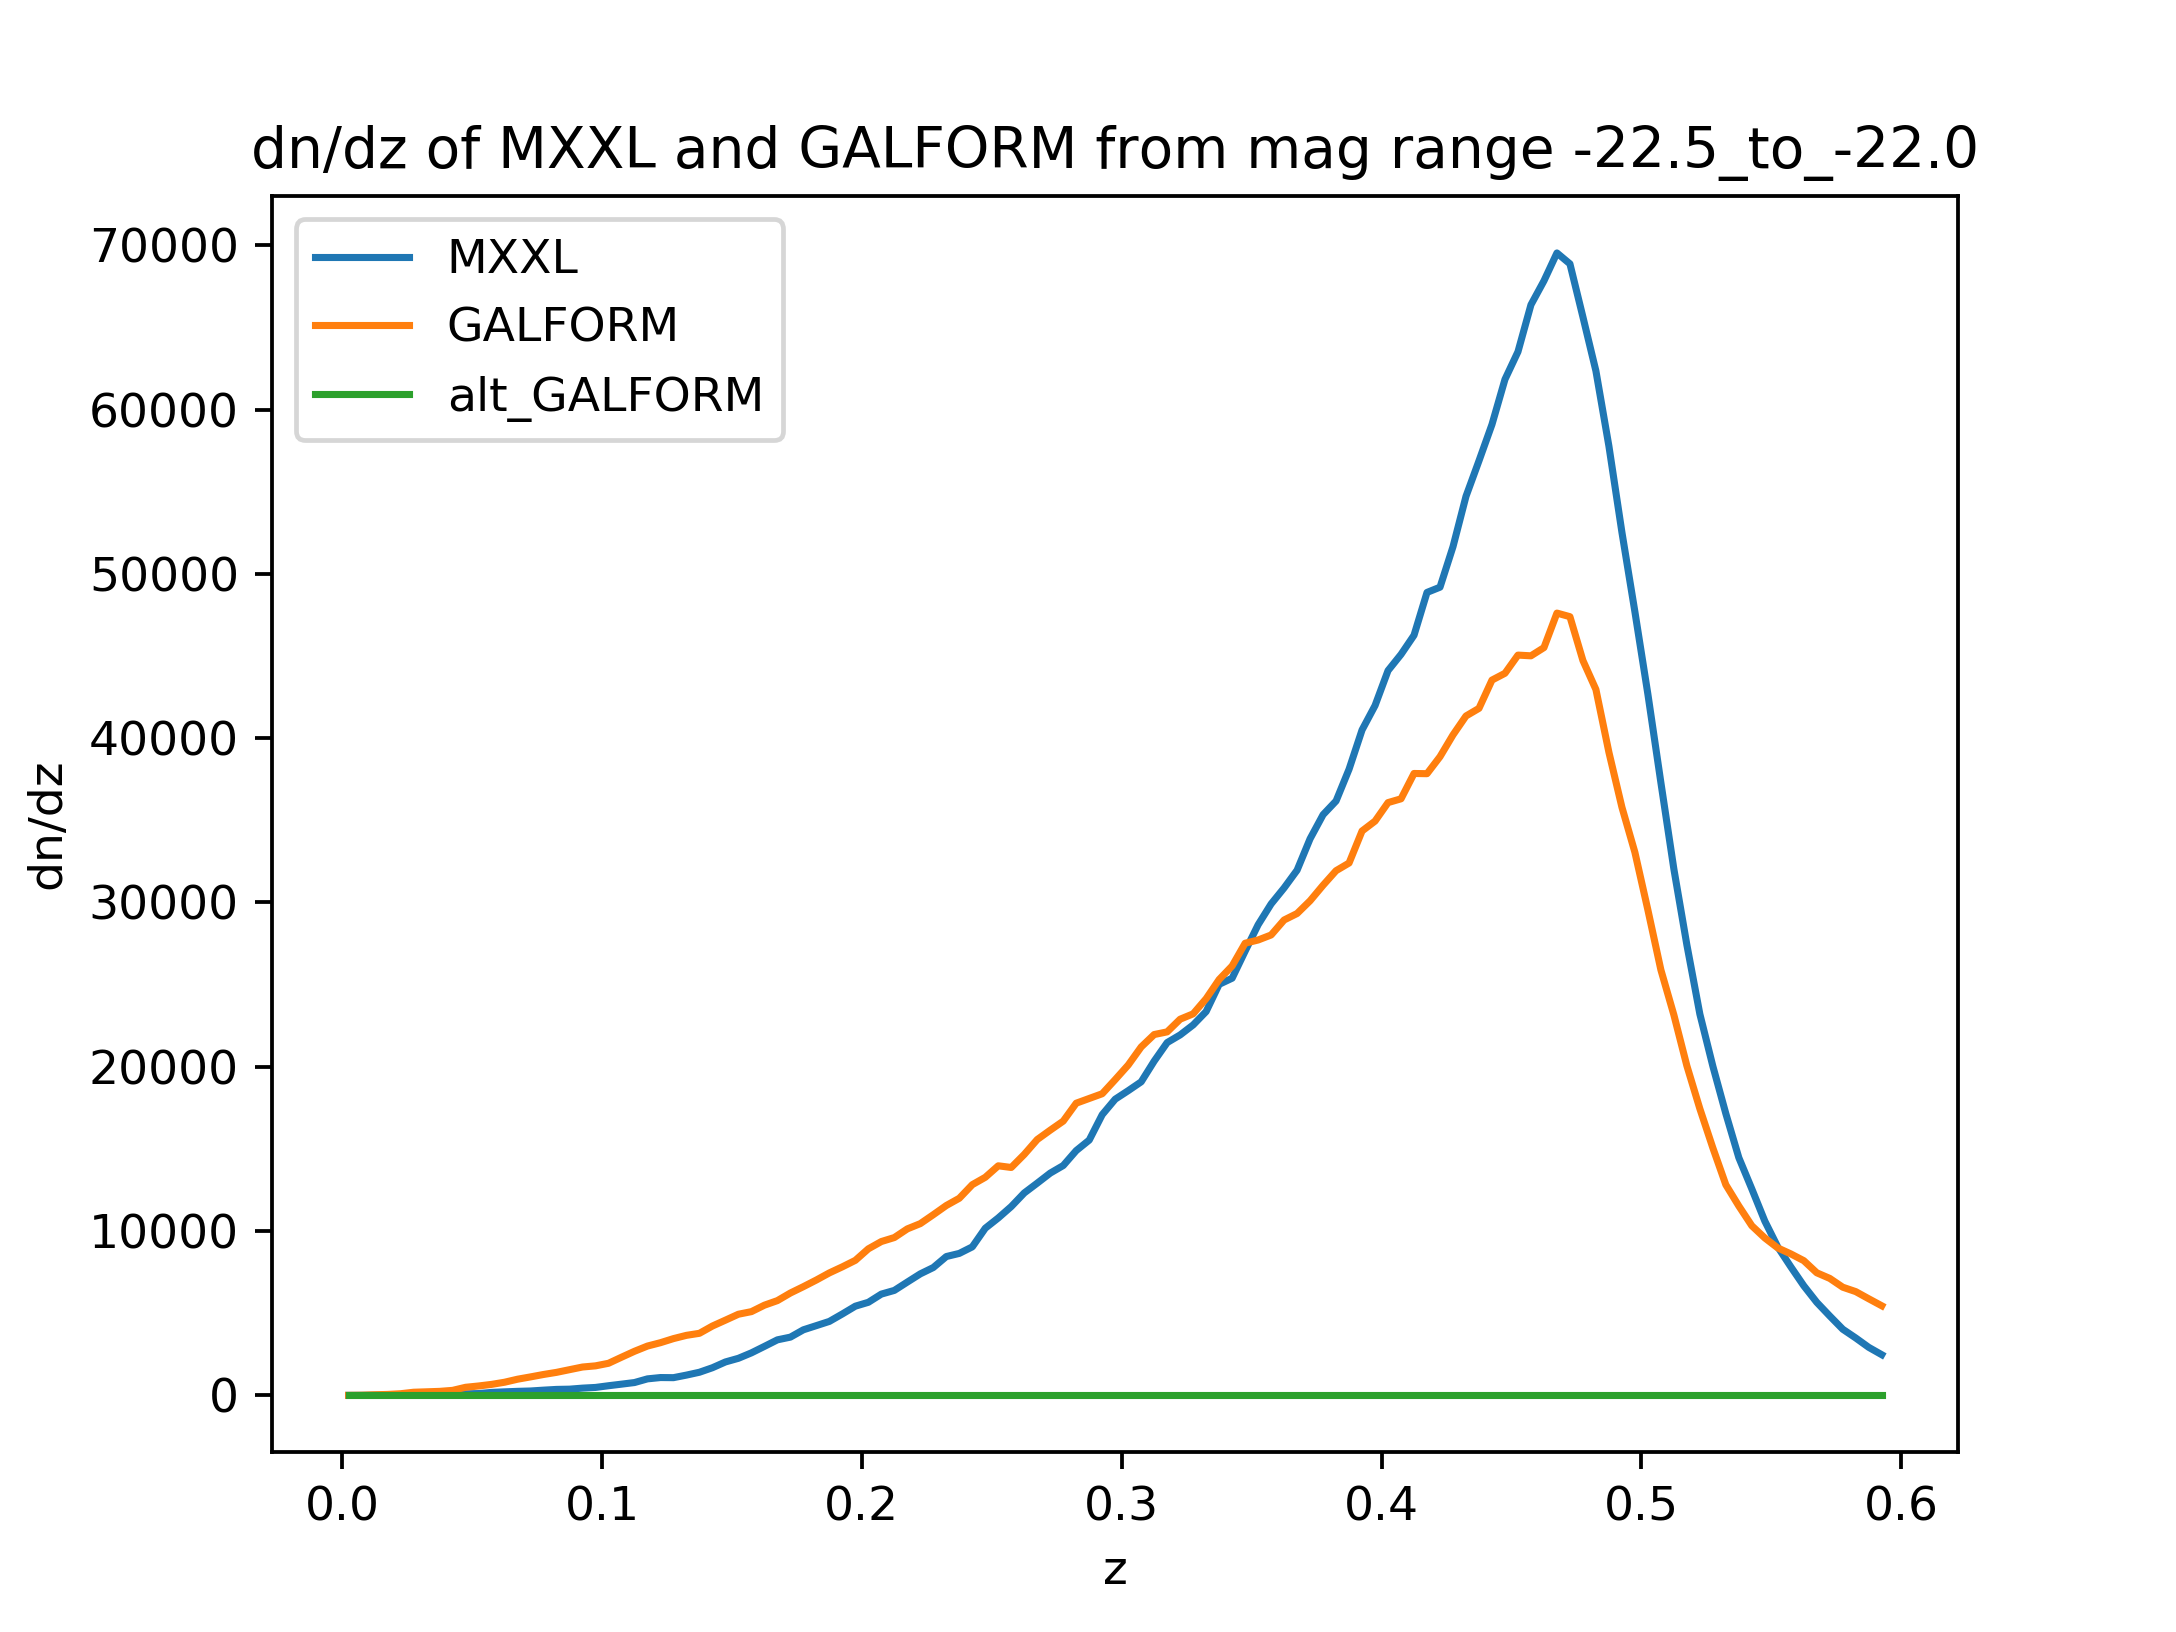 dn/dz of MXXL and GALFORM from mag range -22.5_to_-22.0
MXXL
GALFORM
alt_GALFORM
70000
60000
50000
40000
30000
20000
10000
0
dn/dz
0.0 0.1 0.2 0.3 0.4 0.5 0.6
z